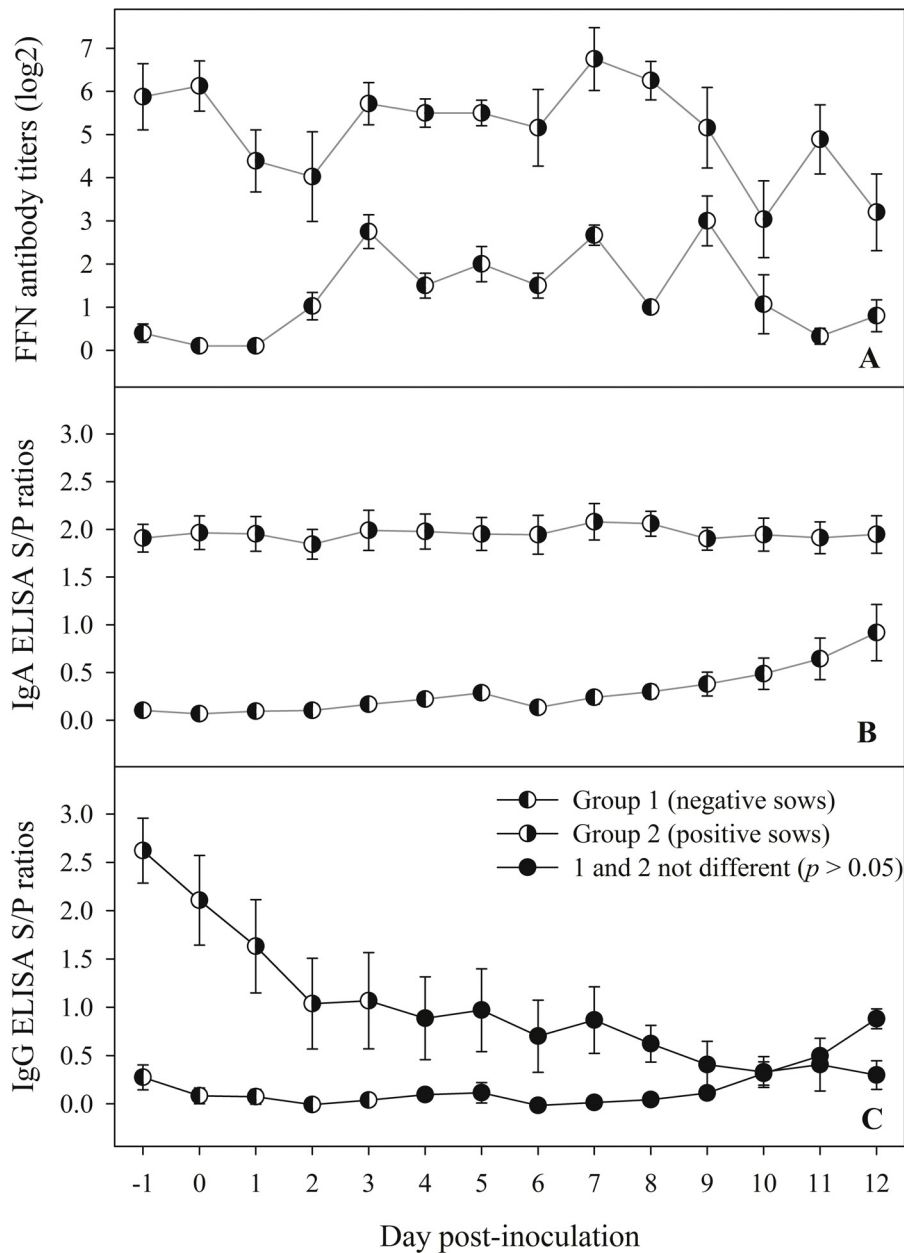 FFN antibody titers (log2)
7
6
5
4
3
2
1
0
A
IgA ELISA S/P ratios
3.0
2.5
2.0
1.5
1.0
0.5
0.0
B
IgG ELISA S/P ratios
3.0
2.5
2.0
1.5
1.0
0.5
0.0
Group 1 (negative sows)
Group 2 (positive sows)
1 and 2 not different (p > 0.05)
C
-1 0 1 2 3 4 5 6 7 8 9 10 11 12
Day post-inoculation